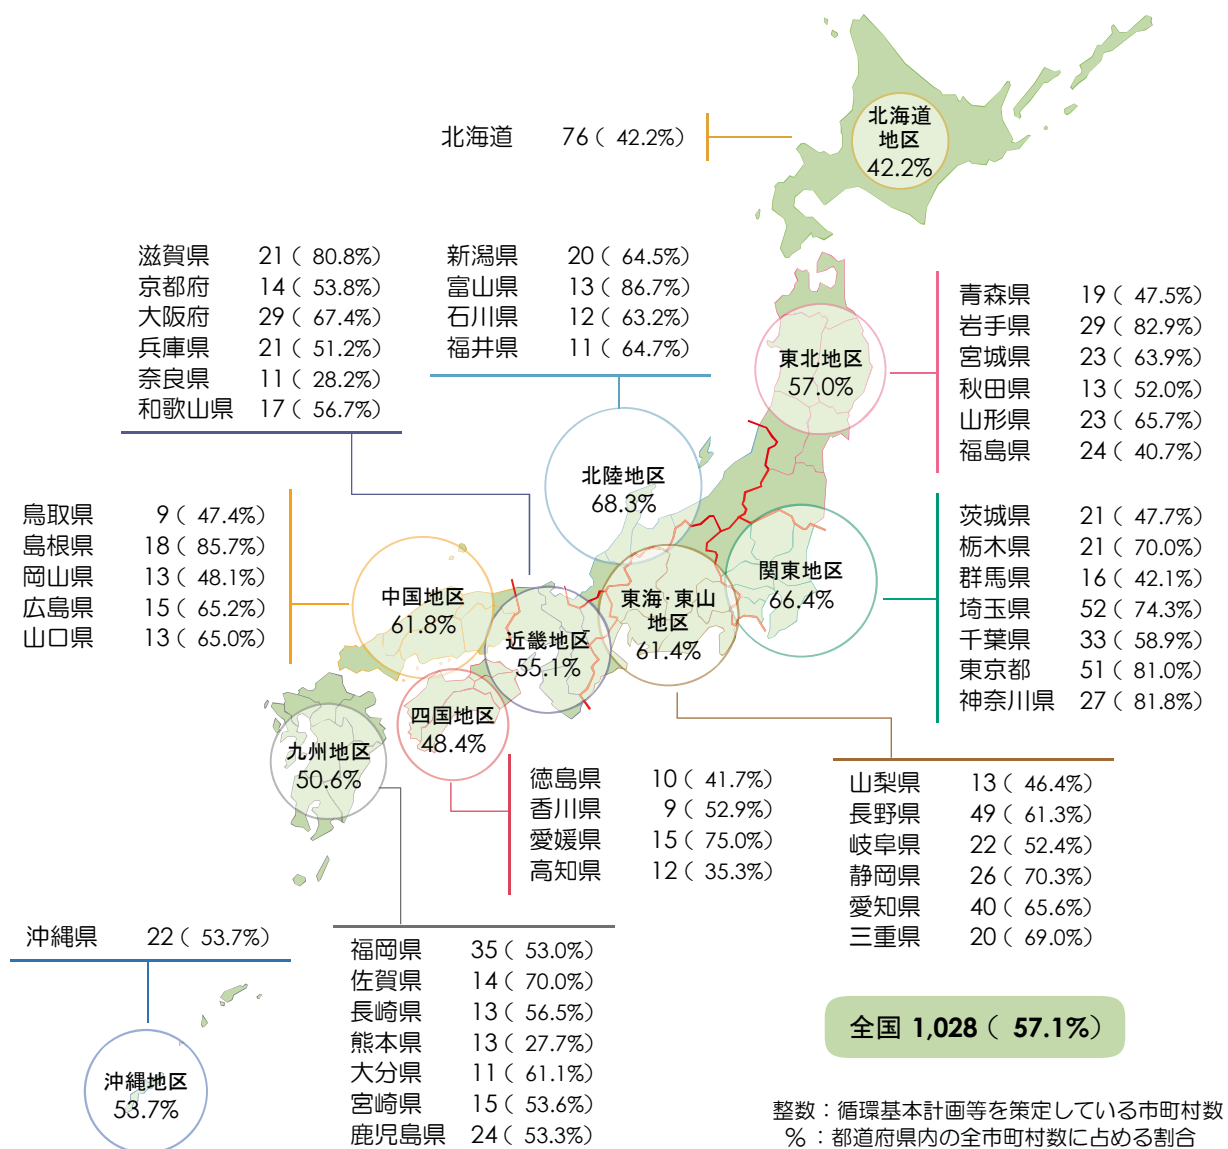 北海道 76（ 42.2%）
北海道
地区
42.2%
滋賀県 21（ 80.8%）
京都府 14（ 53.8%）
大阪府 29（ 67.4%）
兵庫県 21（ 51.2%）
奈良県 11（ 28.2%）
和歌山県 17（ 56.7%）
新潟県 20（ 64.5%）
富山県 13（ 86.7%）
石川県 12（ 63.2%）
福井県 11（ 64.7%）
東北地区
57.0%
青森県 19（ 47.5%）
岩手県 29（ 82.9%）
宮城県 23（ 63.9%）
秋田県 13（ 52.0%）
山形県 23（ 65.7%）
福島県 24（ 40.7%）
北陸地区
68.3%
鳥取県 9（ 47.4%）
島根県 18（ 85.7%）
岡山県 13（ 48.1%）
広島県 15（ 65.2%）
山口県 13（ 65.0%）
中国地区
61.8%
近畿地区
55.1%
東海・東山
地区
61.4%
関東地区
66.4%
茨城県 21（ 47.7%）
栃木県 21（ 70.0%）
群馬県 16（ 42.1%）
埼玉県 52（ 74.3%）
千葉県 33（ 58.9%）
東京都 51（ 81.0%）
神奈川県 27（ 81.8%）
四国地区
48.4%
九州地区
50.6%
徳島県 10（ 41.7%）
香川県 9（ 52.9%）
愛媛県 15（ 75.0%）
高知県 12（ 35.3%）
山梨県 13（ 46.4%）
長野県 49（ 61.3%）
岐阜県 22（ 52.4%）
静岡県 26（ 70.3%）
愛知県 40（ 65.6%）
三重県 20（ 69.0%）
沖縄県 22（ 53.7%）
沖縄地区
53.7%
福岡県 35（ 53.0%）
佐賀県 14（ 70.0%）
長崎県 13（ 56.5%）
熊本県 13（ 27.7%）
大分県 11（ 61.1%）
宮崎県 15（ 53.6%）
鹿児島県 24（ 53.3%）
全国 1,028（ 57.1%）
整数：循環基本計画等を策定している市町村数
%：都道府県内の全市町村数に占める割合